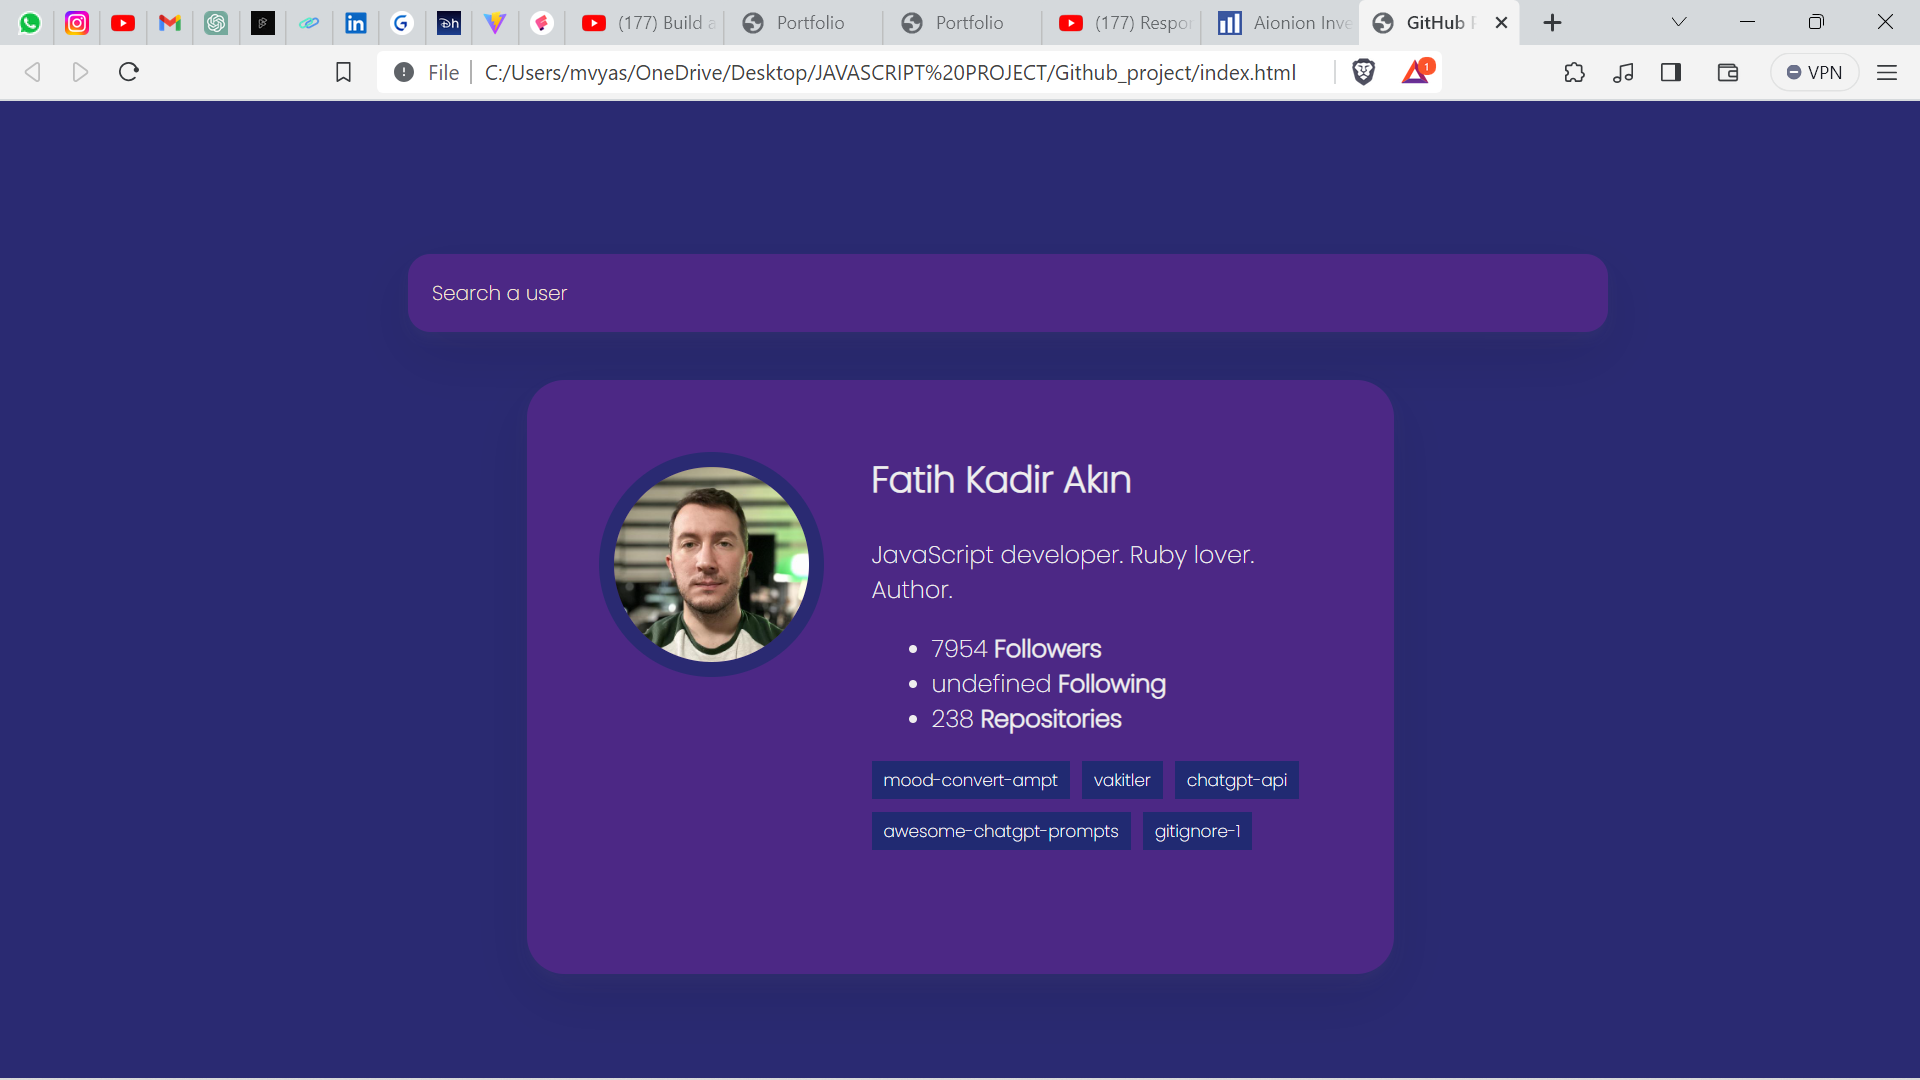 (177) Build a
Portfolio
Portfolio
(177) Respor
Aionion Inve
GitHub P
File
C:/Users/mvyas/OneDrive/Desktop/JAVASCRIPT%20PROJECT/Github_project/index.html
1
VPN
Search a user
Fatih Kadir Akın
JavaScript developer. Ruby lover.
Author.
7954 Followers
undefined Following
238 Repositories
mood-convert-ampt vakitler chatgpt-api
awesome-chatgpt-prompts gitignore-1